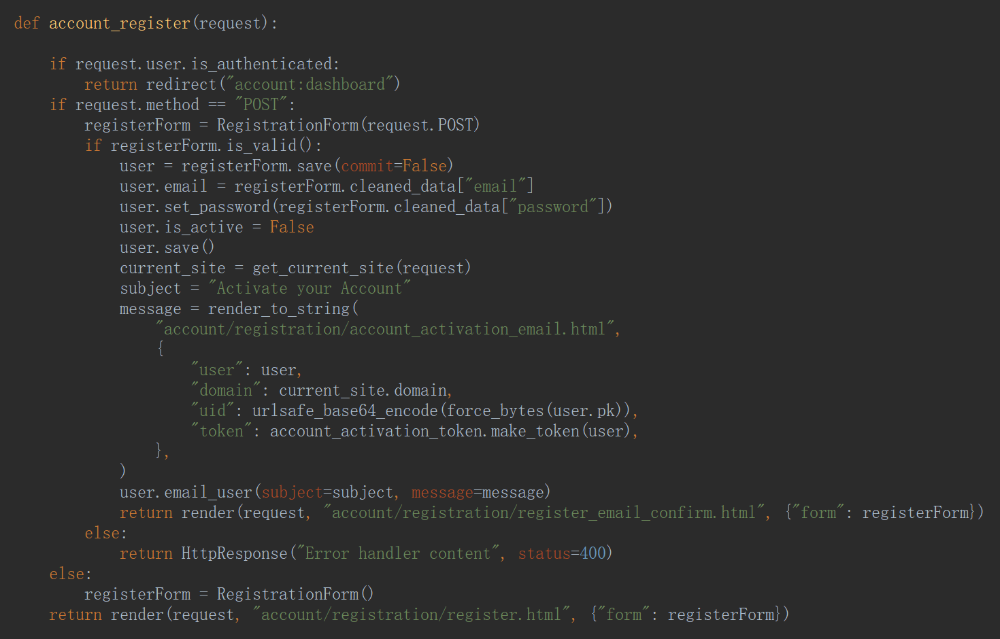 def account_register(request):

    if request.user.is_authenticated:
        return redirect("account:dashboard")
    if request.method == "POST":
        registerForm = RegistrationForm(request.POST)
        if registerForm.is_valid():
            user = registerForm.save(commit=False)
            user.email = registerForm.cleaned_data["email"]
            user.set_password(registerForm.cleaned_data["password"])
            user.is_active = False
            user.save()
            current_site = get_current_site(request)
            subject = "Activate your Account"
            message = render_to_string(
                "account/registration/account_activation_email.html",
                {
                    "user": user,
                    "domain": current_site.domain,
                    "uid": urlsafe_base64_encode(force_bytes(user.pk)),
                    "token": account_activation_token.make_token(user),
                },
            )
            user.email_user(subject=subject, message=message)
            return render(request, "account/registration/register_email_confirm.html", {"form": registerForm})
        else:
            return HttpResponse("Error handler content", status=400)
    else:
        registerForm = RegistrationForm()
    return render(request, "account/registration/register.html", {"form": registerForm})